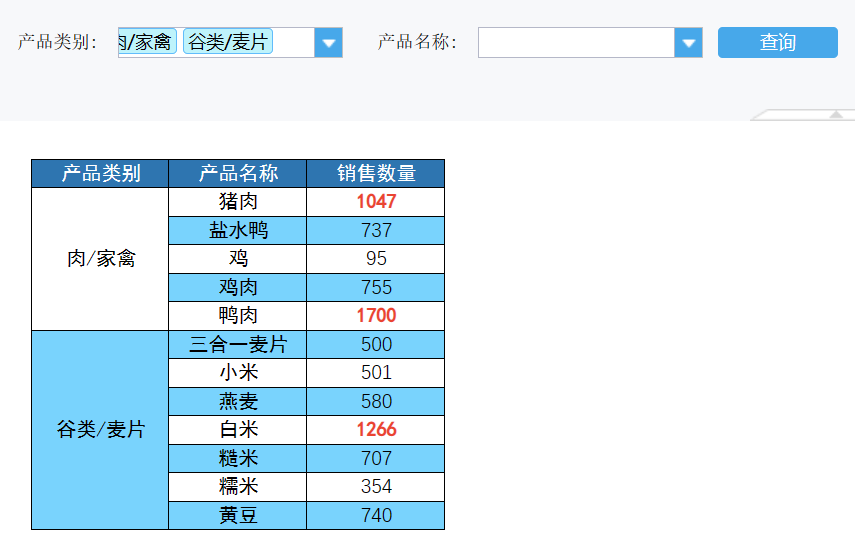 产品类别： 肉/家禽 谷类/麦片 产品名称： 查询
产品类别 产品名称 销售数量
肉/家禽 猪肉 1047
盐水鸭 737
鸡 95
鸡肉 755
鸭肉 1700
谷类/麦片 三合一麦片 500
小米 501
燕麦 580
白米 1266
糙米 707
糯米 354
黄豆 740